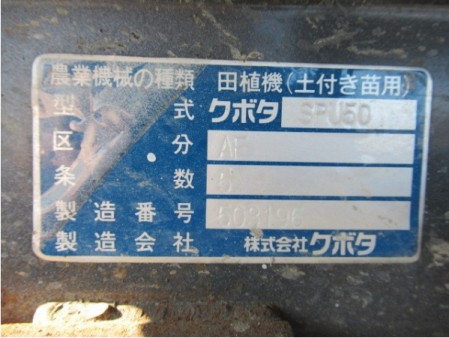 農業機械の種類 田植機(土付き苗用)
型 式 クボタ SPU50
区 分 AF
条 数 5
製造番号 503196
製造会社 株式会社クボタ